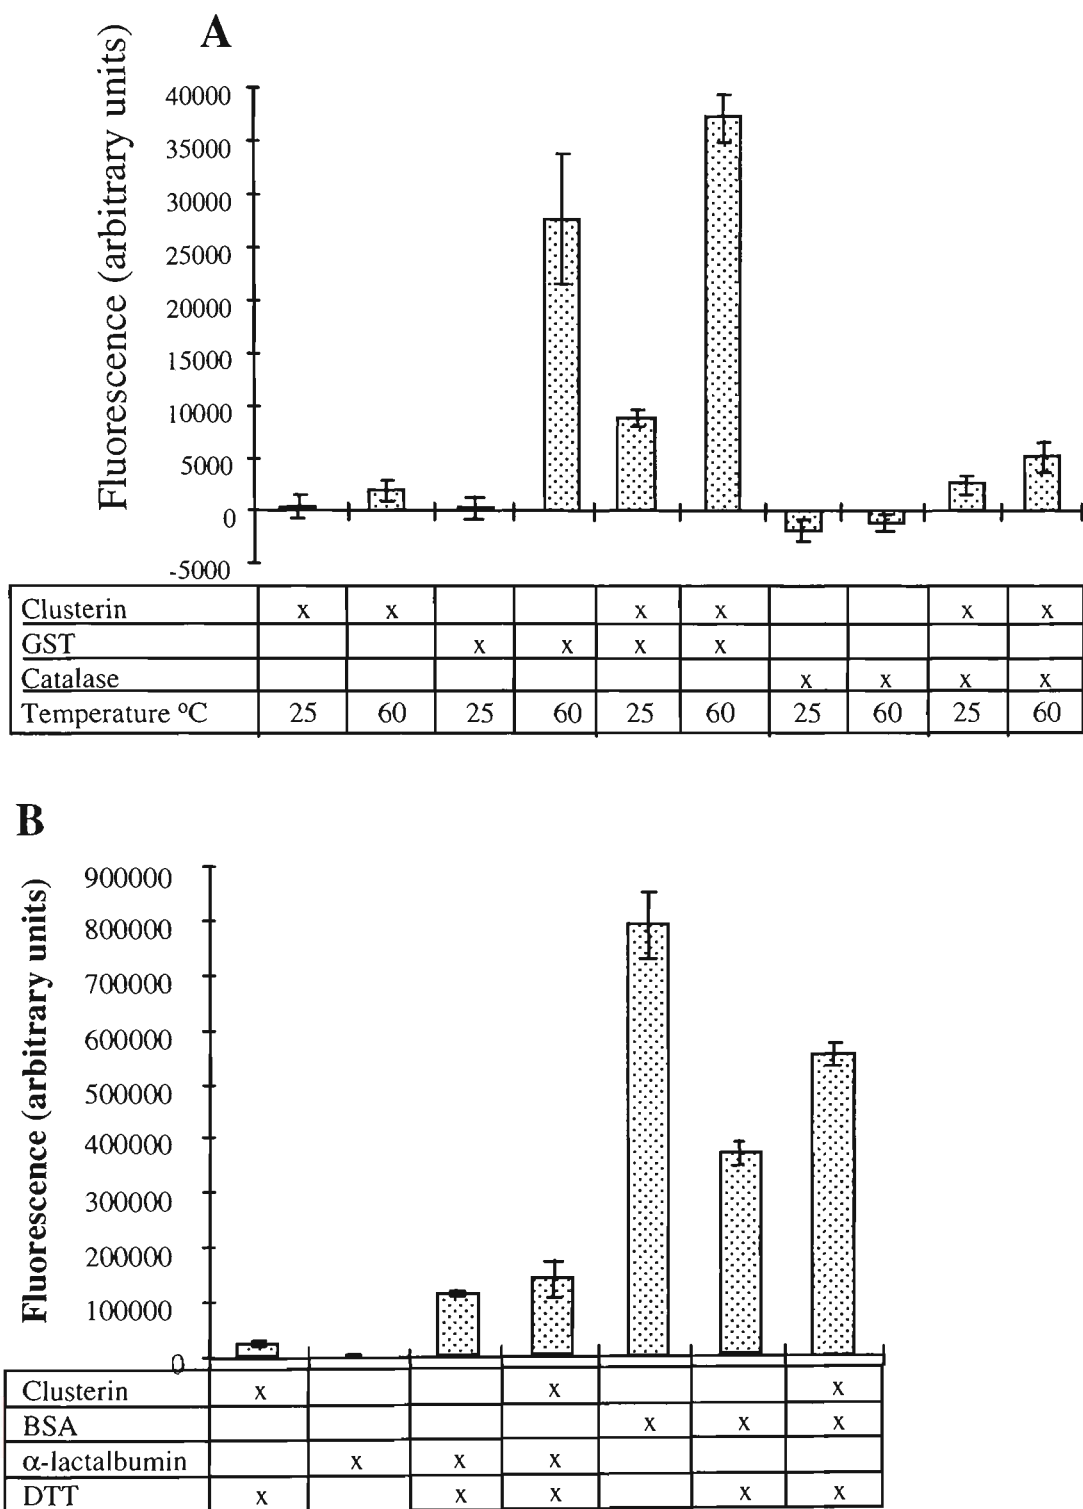 A
Fluorescence (arbitrary units)
40000
35000
30000
25000
20000
15000
10000
5000
0
-5000
Clusterin x x x x x x
GST x x x x
Catalase x x x x
Temperature °C 25 60 25 60 25 60 25 60 25 60
B
Fluorescence (arbitrary units)
900000
800000
700000
600000
500000
400000
300000
200000
100000
0
Clusterin x x x
BSA x x x
α-lactalbumin x x x
DTT x x x x x